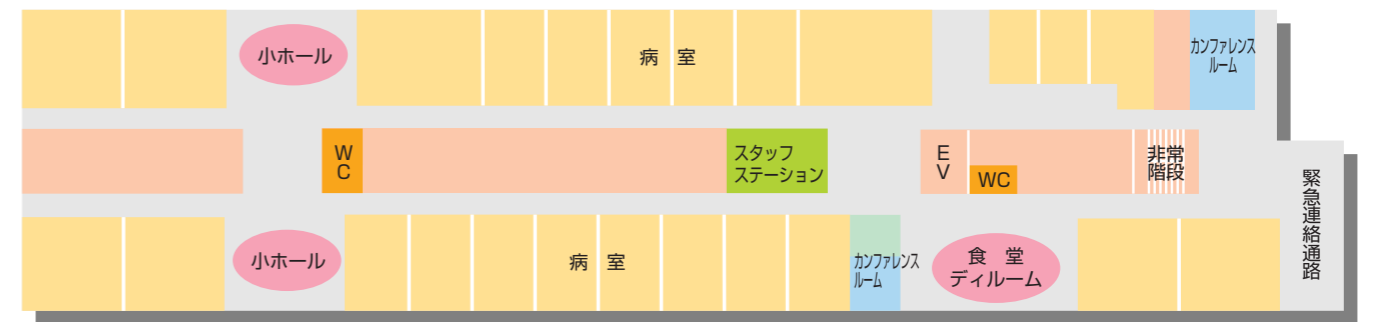 小ホール
病 室
カンファレンス
ルーム
WC
スタッフ
ステーション
EV
WC
非常
階段
緊急連絡通路
小ホール
病 室
カンファレンス
ルーム
食 堂
ディルーム